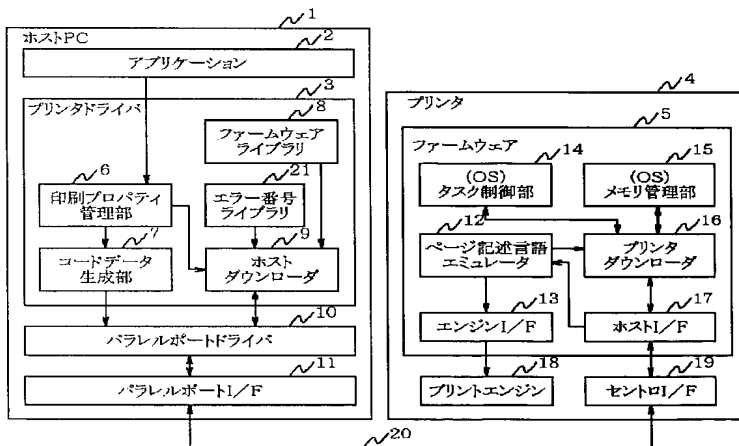 1
ホストPC
2
アプリケーション
3
プリンタドライバ
8
ファームウェア
ライブラリ
6
印刷プロパティ
管理部
21
エラー番号
ライブラリ
7
コードデータ
生成部
9
ホスト
ダウンローダ
10
パラレルポートドライバ
11
パラレルポートI/F
20
4
プリンタ
5
ファームウェア
14
(OS)
タスク制御部
15
(OS)
メモリ管理部
12
ページ記述言語
エミュレータ
16
プリンタ
ダウンローダ
13
エンジンI/F
17
ホストI/F
18
プリントエンジン
19
セントロI/F